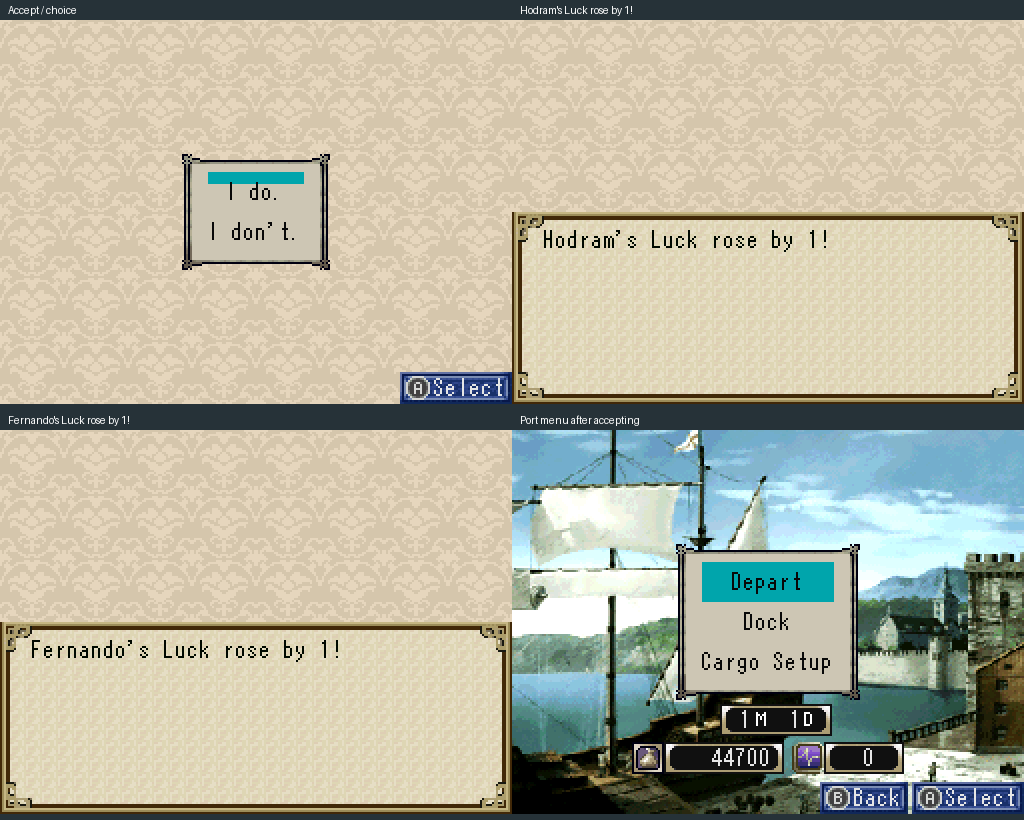 Accept / choice
I do.
I don't.
A Select
Hodram's Luck rose by 1!
Hodram's Luck rose by 1!
Fernando's Luck rose by 1!
Fernando's Luck rose by 1!
Port menu after accepting
Depart
Dock
Cargo Setup
1M 1D
44700 0
B Back A Select